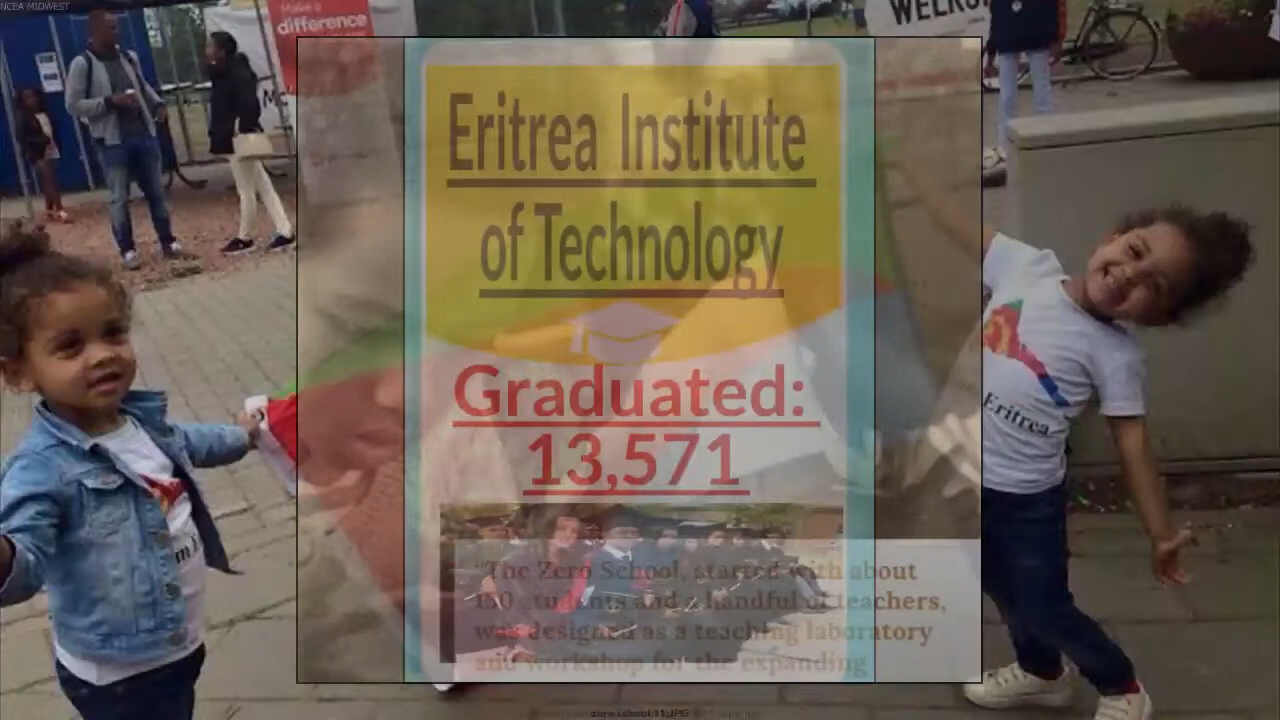 NCEA MIDWEST
Make a
difference
WELKO
Eritrea Institute
of Technology
Graduated:
13,571
Eritrea
"The Zero School, started with about
150 students and a handful of teachers,
was designed as a teaching laboratory
and workshop for the expanding